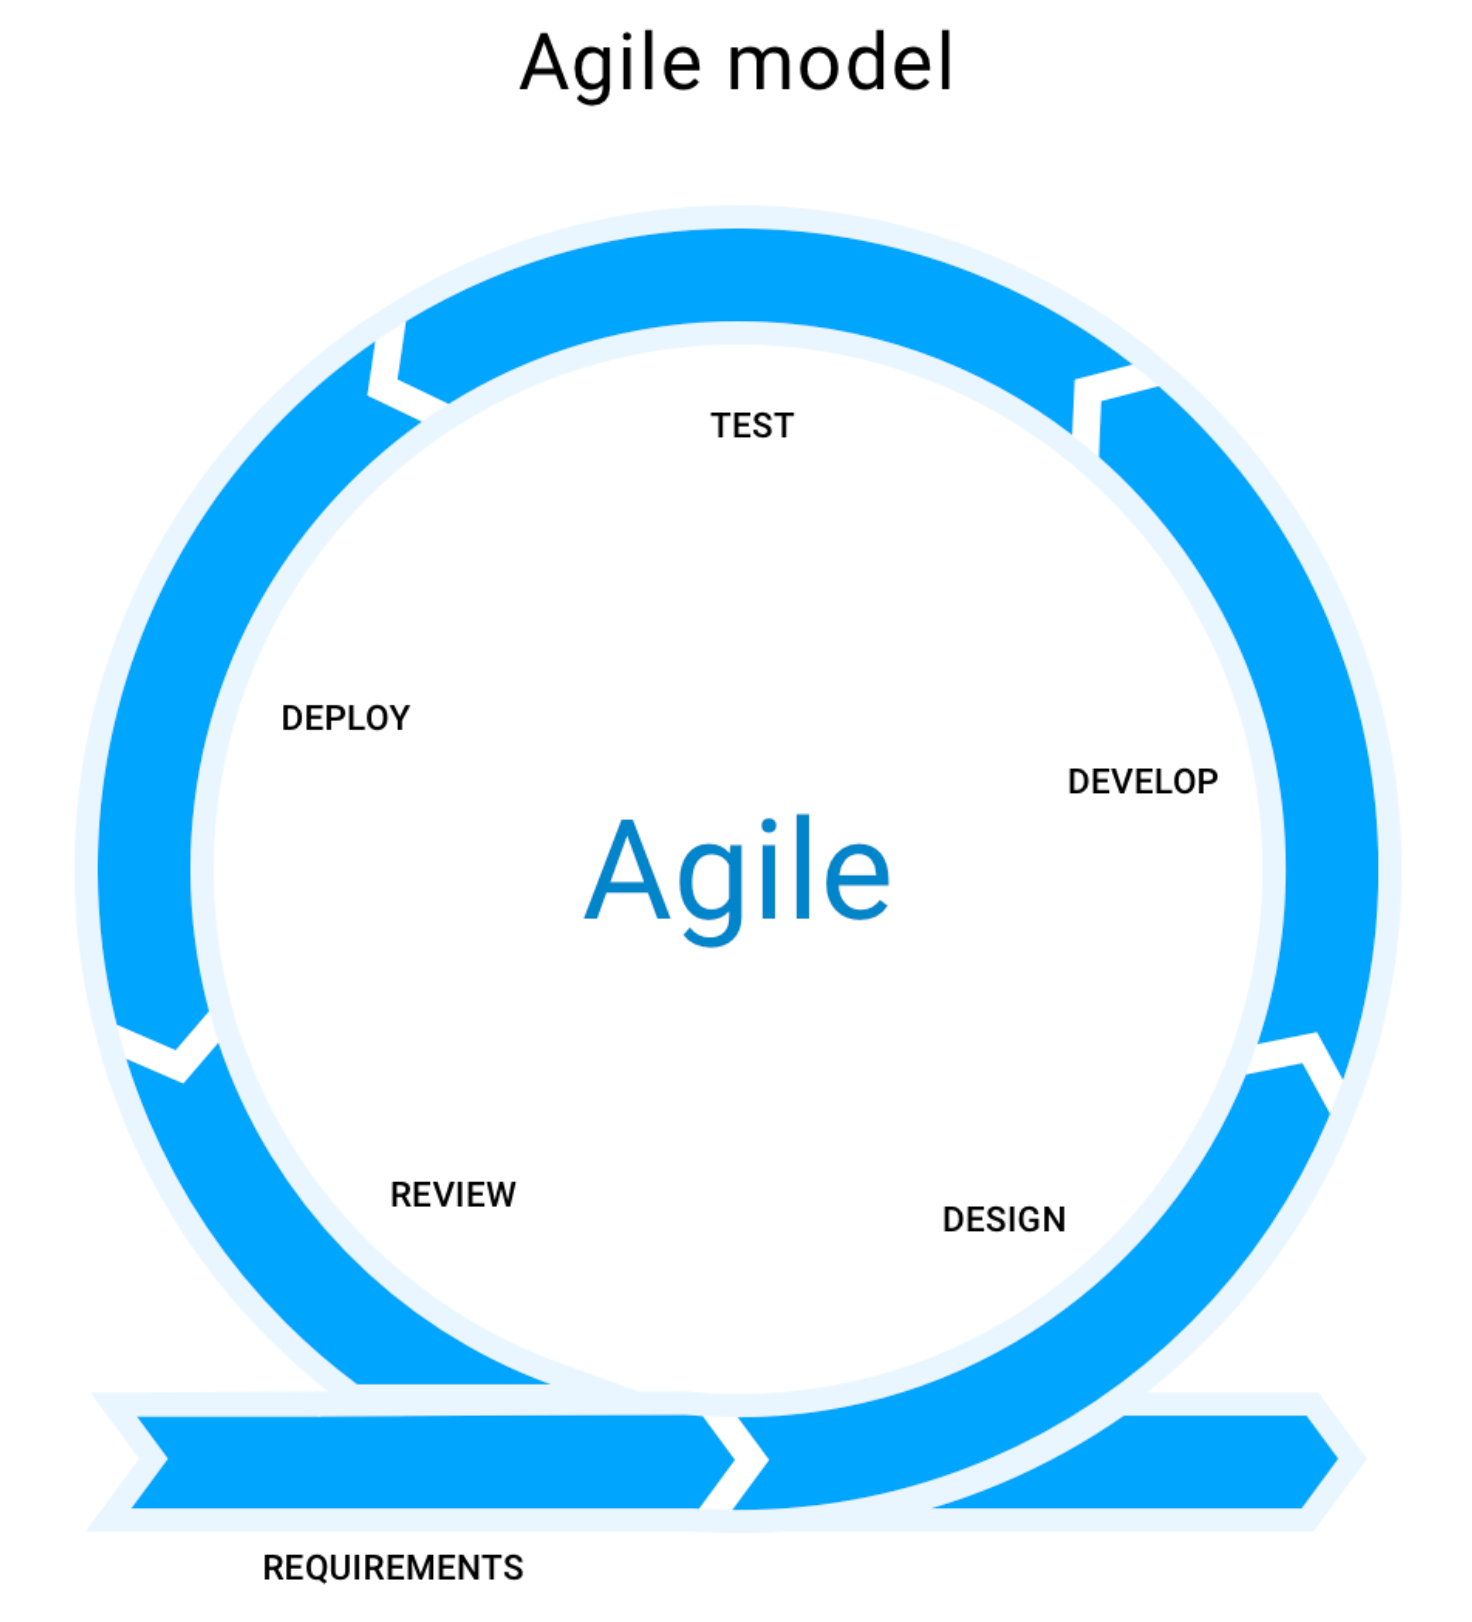 Agile model
TEST
DEPLOY
DEVELOP
Agile
REVIEW
DESIGN
REQUIREMENTS